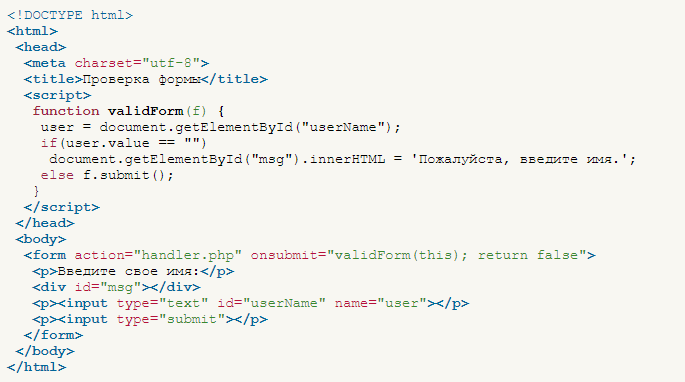 <!DOCTYPE html>
<html>
 <head>
  <meta charset="utf-8">
  <title>Проверка формы</title>
  <script>
   function validForm(f) {
    user = document.getElementById("userName");
    if(user.value == "")
     document.getElementById("msg").innerHTML = 'Пожалуйста, введите имя.';
    else f.submit();
   }
  </script>
 </head>
 <body>
  <form action="handler.php" onsubmit="validForm(this); return false">
   <p>Введите свое имя:</p>
   <div id="msg"></div>
   <p><input type="text" id="userName" name="user"></p>
   <p><input type="submit"></p>
  </form>
 </body>
</html>